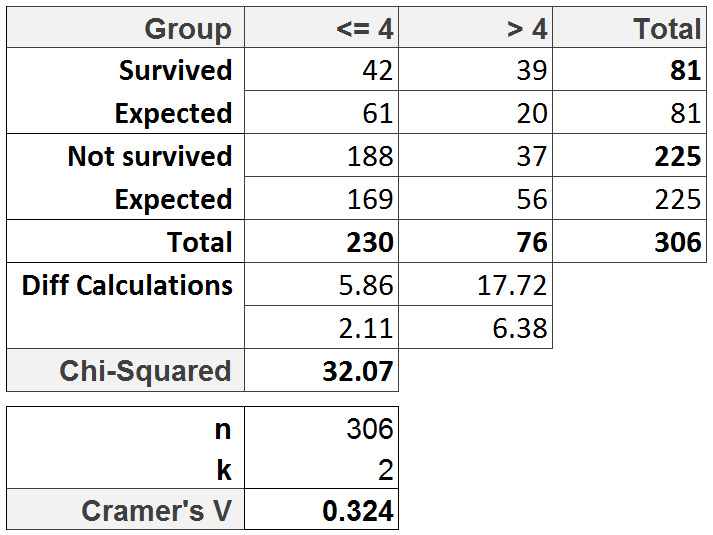 Group <= 4 > 4 Total
Survived 42 39 81
Expected 61 20 81
Not survived 188 37 225
Expected 169 56 225
Total 230 76 306
Diff Calculations 5.86 17.72
2.11 6.38
Chi-Squared 32.07
n 306
k 2
Cramer's V 0.324